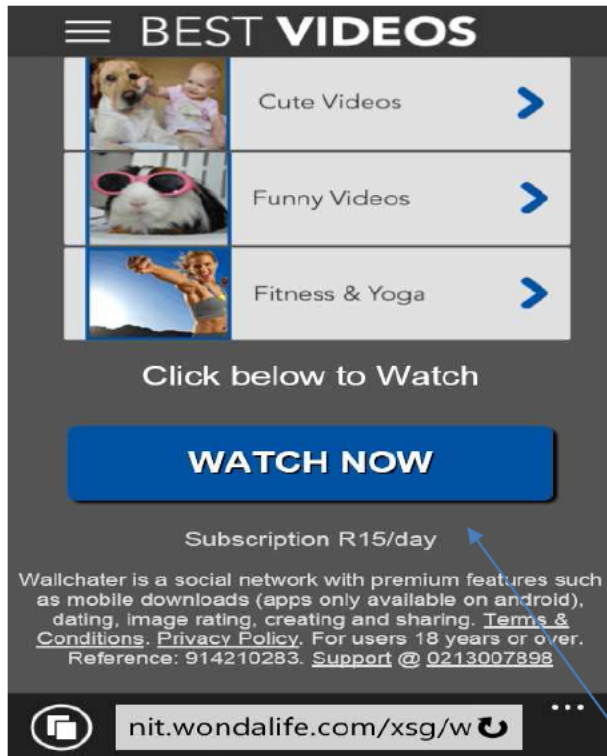 BEST VIDEOS
Cute Videos
Funny Videos
Fitness & Yoga
Click below to Watch
WATCH NOW
Subscription R15/day
Wallchater is a social network with premium features such
as mobile downloads (apps only available on android),
dating, image rating, creating and sharing. Terms &
Conditions. Privacy Policy. For users 18 years or over.
Reference: 914210283. Support @ 0213007898
nit.wondalife.com/xsg/w